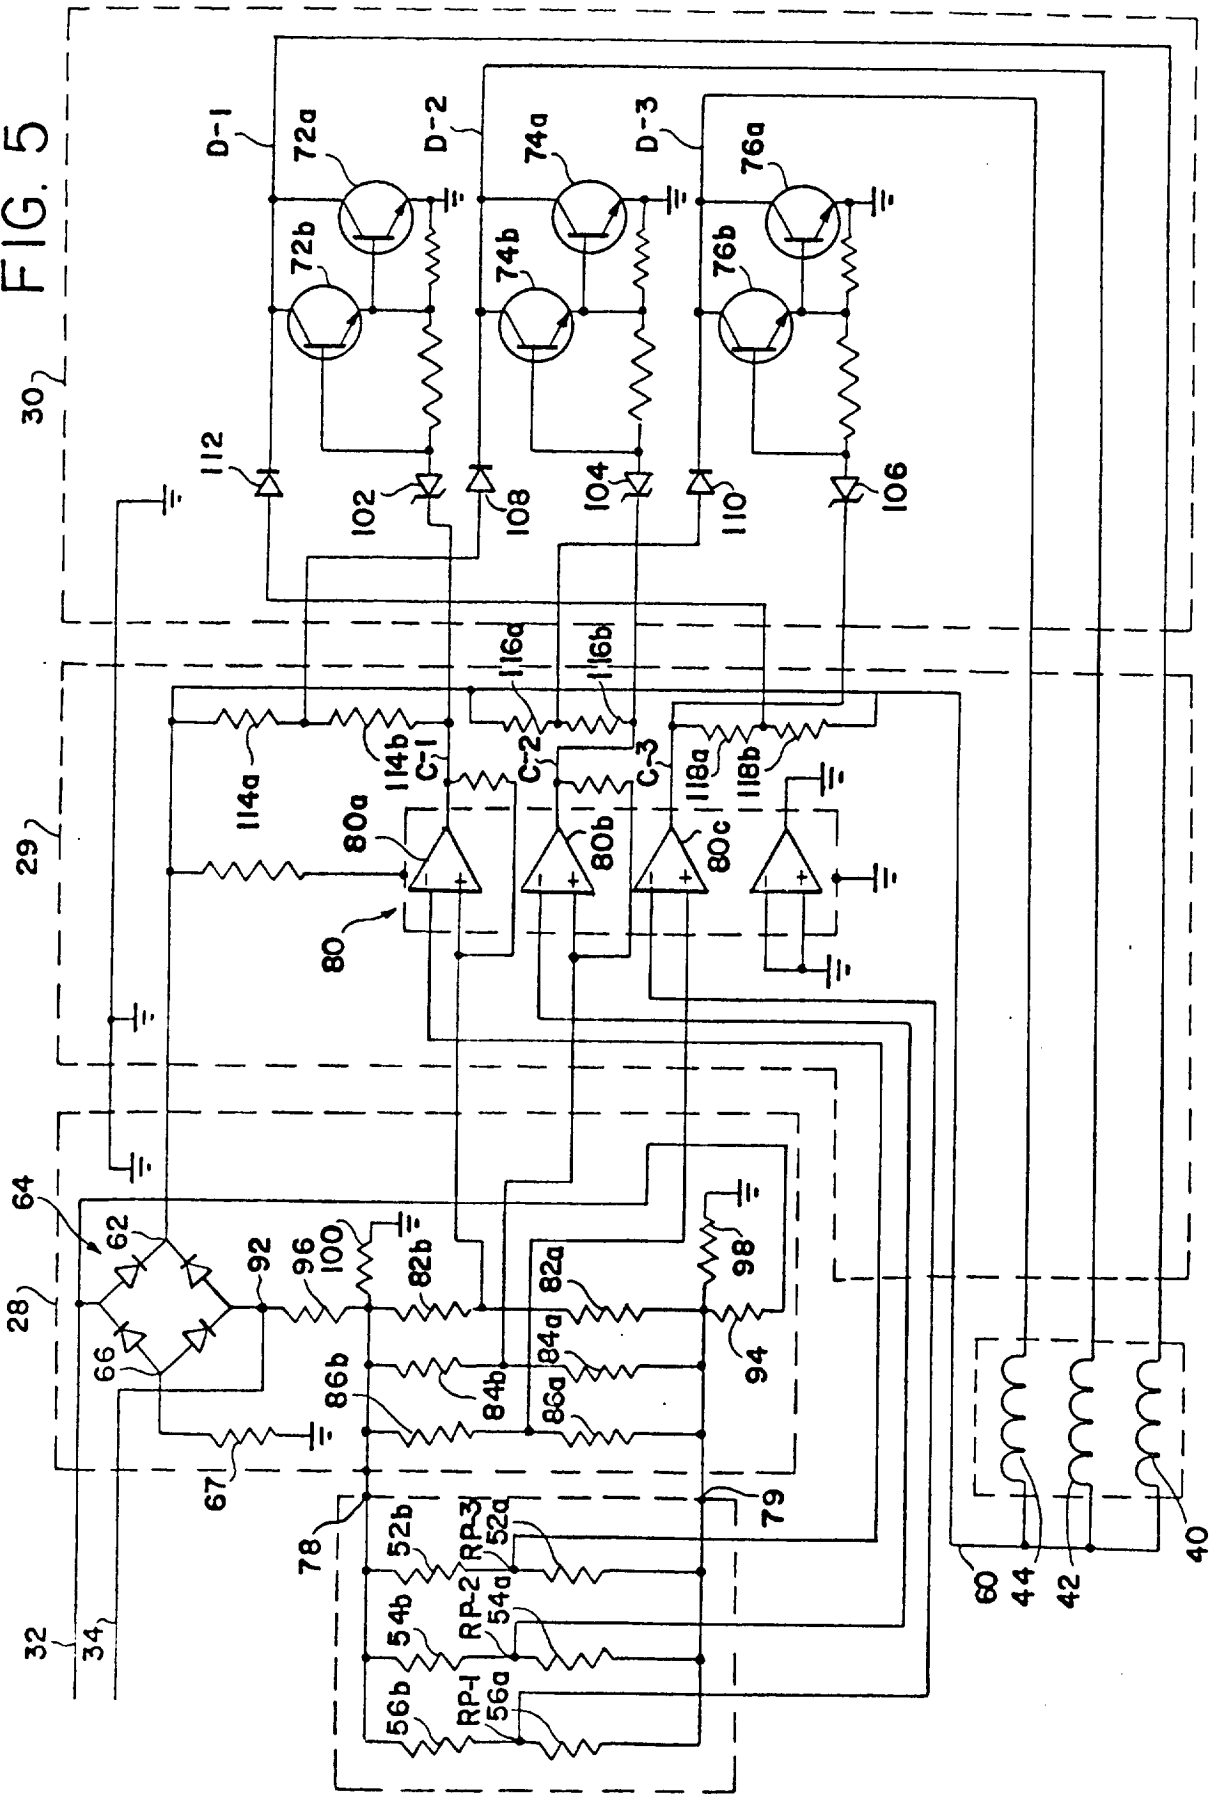 FIG. 5
30
D-1
72a
72b
112
102
D-2
74a
74b
108
104
D-3
76a
76b
110
106
29
114a
114b
C-1
116a
116b
C-2
C-3
118a
118b
80
80a
80b
80c
-
+
-
+
-
+
-
+
28
64
62
66
92
96
100
67
82b
82a
84b
84a
86b
86a
98
94
32
34
78
79
52b
RP-3
52a
54b
RP-2
54a
56b
RP-1
56a
60
44
42
40